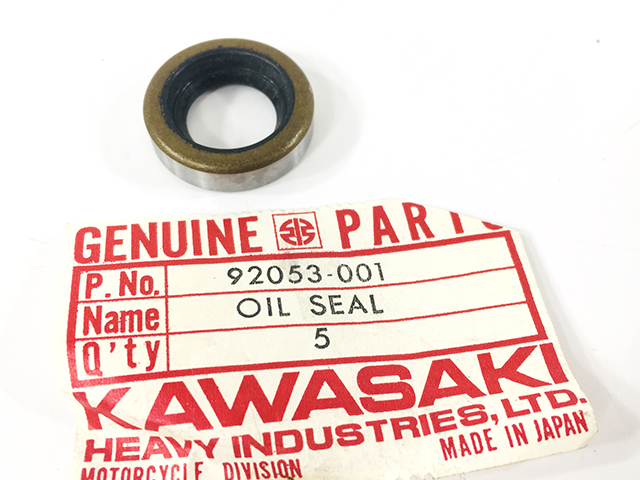 GENUINE PARTS
P. No. 92053-001
Name OIL SEAL
Q'ty 5
KAWASAKI
HEAVY INDUSTRIES, LTD.
MOTORCYCLE DIVISION MADE IN JAPAN